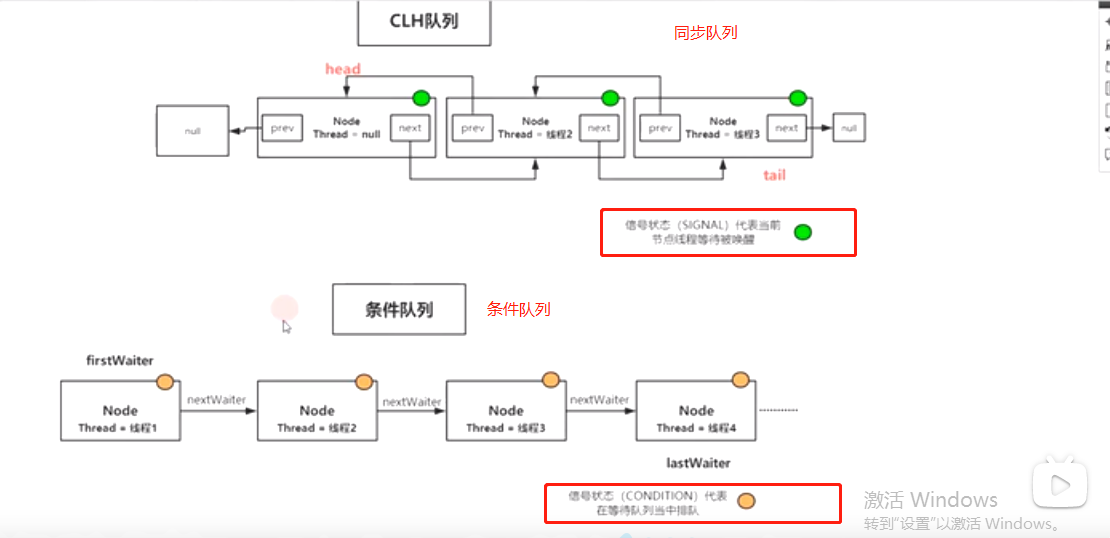 CLH队列
同步队列
head
null
prev
Node
Thread = null
next
prev
Node
Thread = 线程2
next
prev
Node
Thread = 线程3
next
null
tail
信号状态（SIGNAL）代表当前
节点线程等待被唤醒
条件队列
条件队列
firstWaiter
Node
Thread = 线程1
nextWaiter
Node
Thread = 线程2
nextWaiter
Node
Thread = 线程3
nextWaiter
Node
Thread = 线程4
lastWaiter
信号状态（CONDITION）代表
在等待队列当中排队
激活 Windows
转到"设置"以激活 Windows。